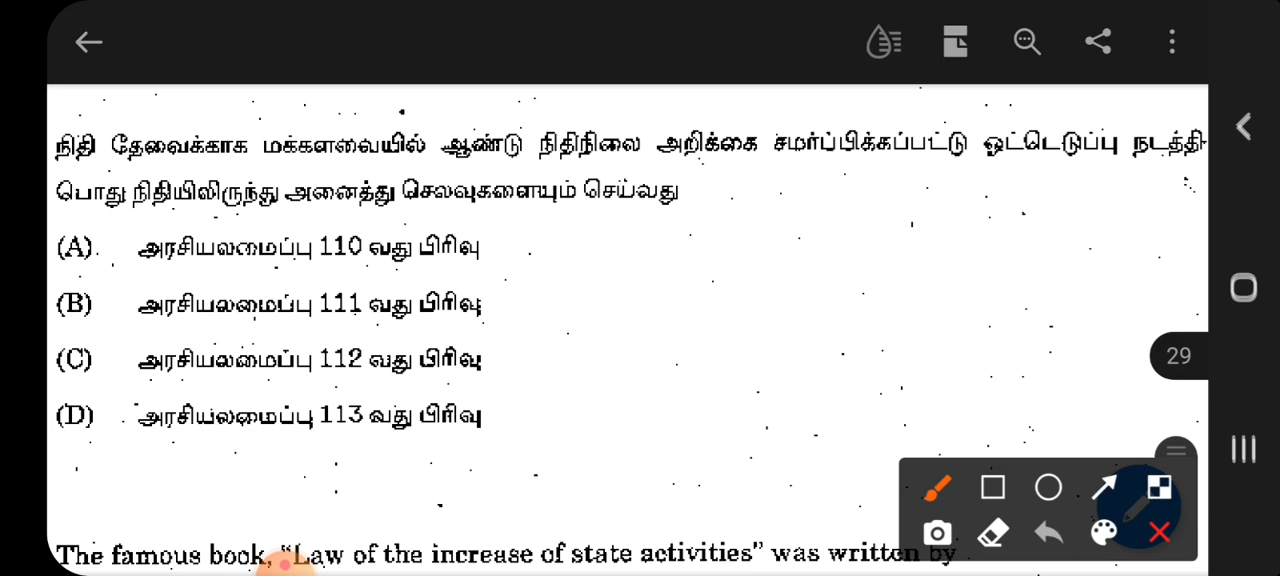 நிதி தேவைக்காக மக்களவையில் ஆண்டு நிதிநிலை அறிக்கை சமர்ப்பிக்கப்பட்டு ஓட்டெடுப்பு நடத்தி
பொது நிதியிலிருந்து அனைத்து செலவுகளையும் செய்வது
(A). அரசியலமைப்பு 110 வது பிரிவு
(B) அரசியலமைப்பு 111 வது பிரிவு
(C) அரசியலமைப்பு 112 வது பிரிவு
29
(D) அரசியலமைப்பு 113 வது பிரிவு
The famous book, “Law of the increase of state activities” was written by